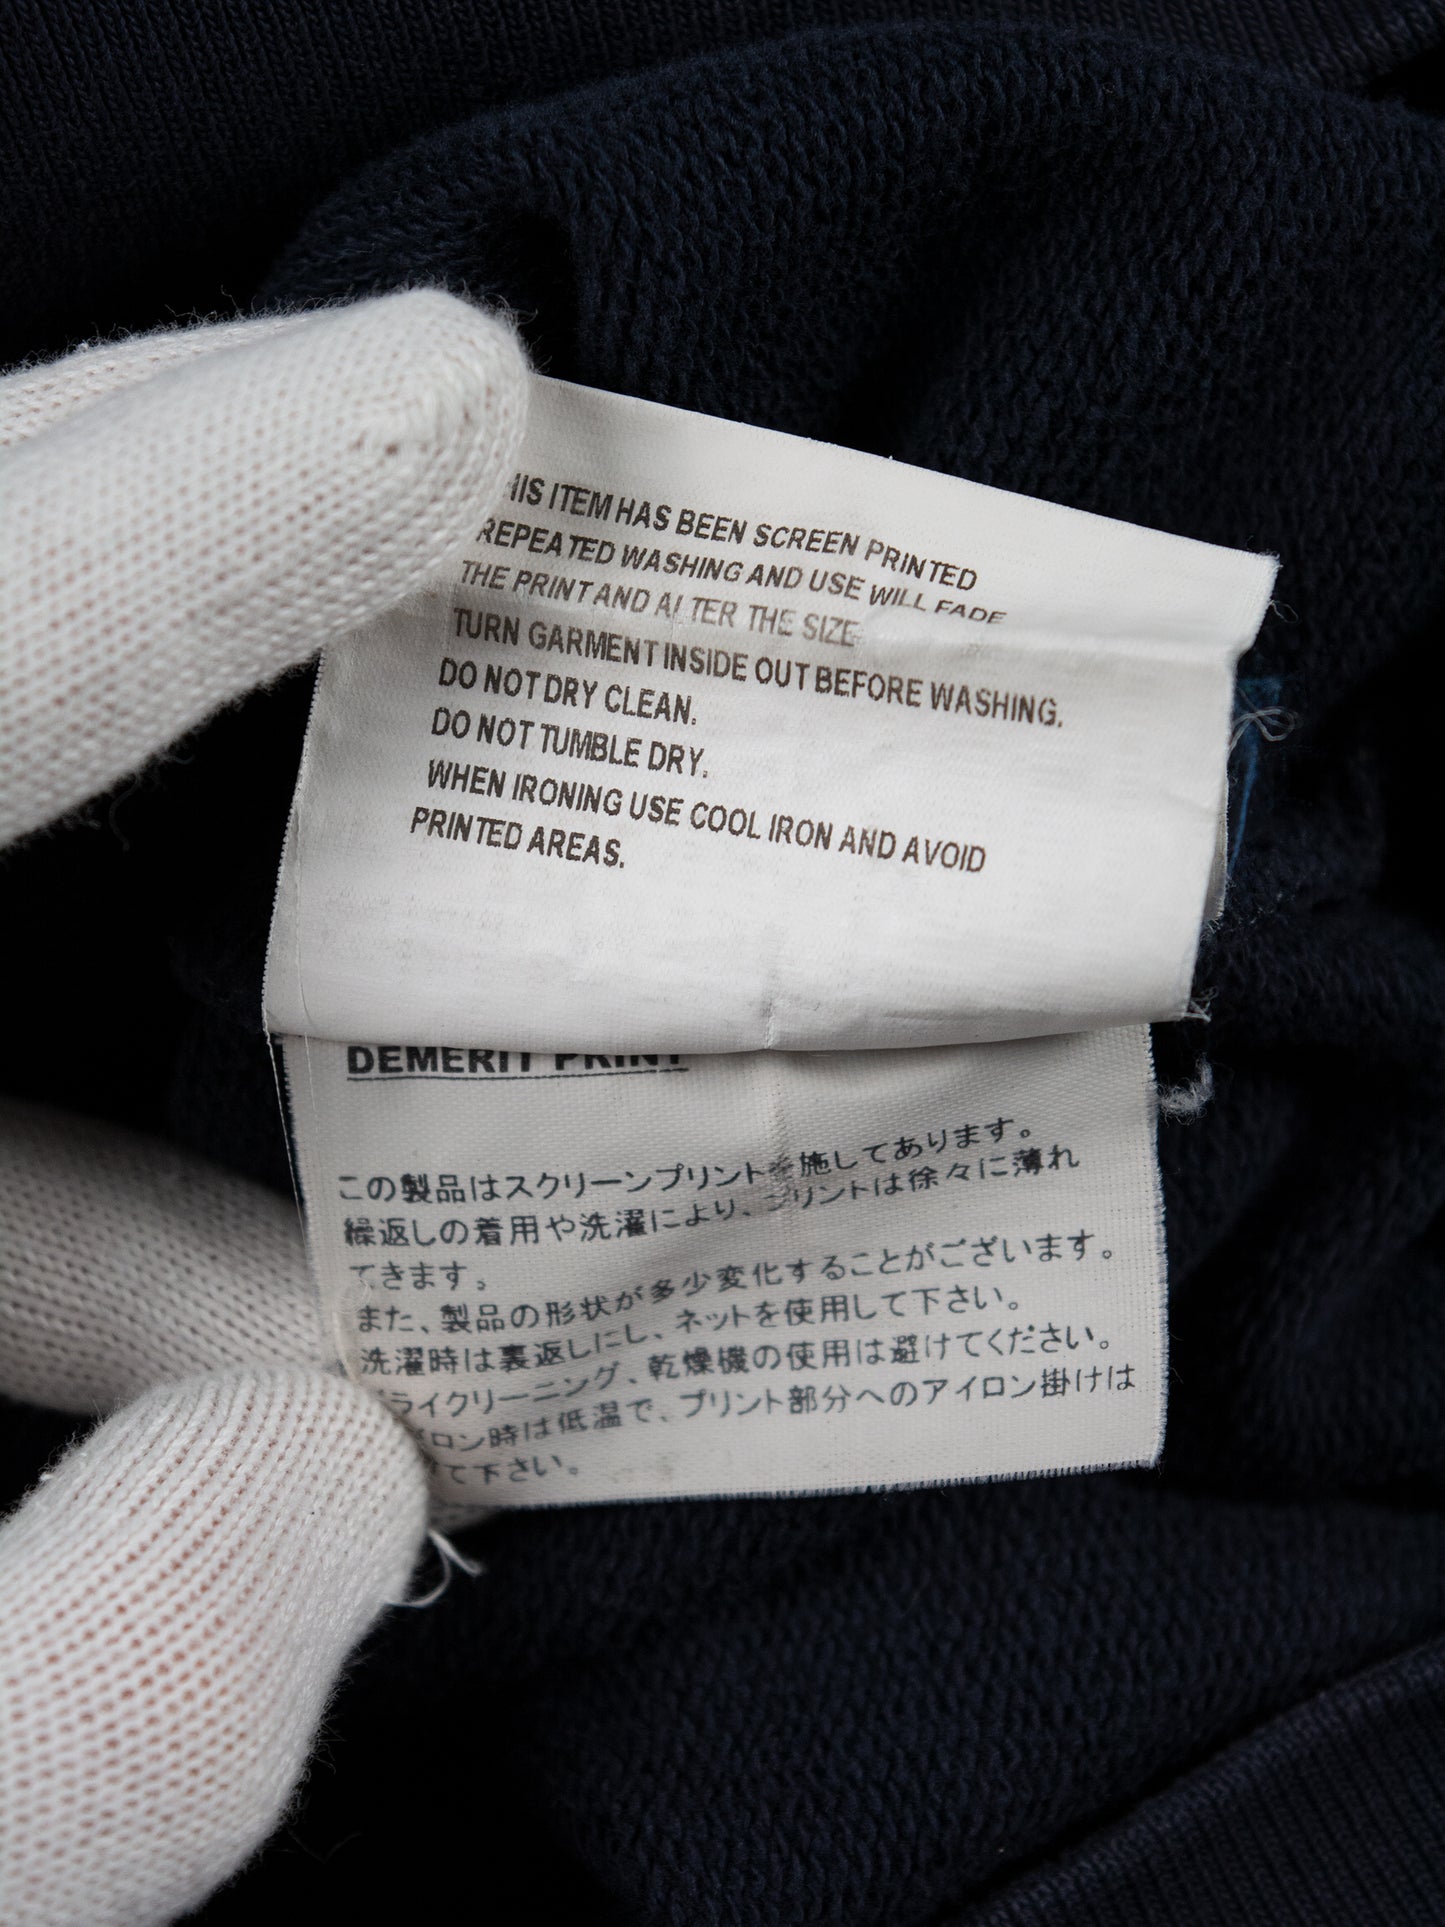 HIS ITEM HAS BEEN SCREEN PRINTED
REPEATED WASHING AND USE WILL FADE
THE PRINT AND ALTER THE SIZE
TURN GARMENT INSIDE OUT BEFORE WASHING.
DO NOT DRY CLEAN.
DO NOT TUMBLE DRY.
WHEN IRONING USE COOL IRON AND AVOID
PRINTED AREAS.
DEMERIT PRINT
この製品はスクリーンプリントを施してあります。
繰返しの着用や洗濯により、プリントは徐々に薄れ
てきます。
また、製品の形状が多少変化することがございます。
洗濯時は裏返しにし、ネットを使用して下さい。
ドライクリーニング、乾燥機の使用は避けてください。
イロン時は低温で、プリント部分へのアイロン掛けは
て下さい。